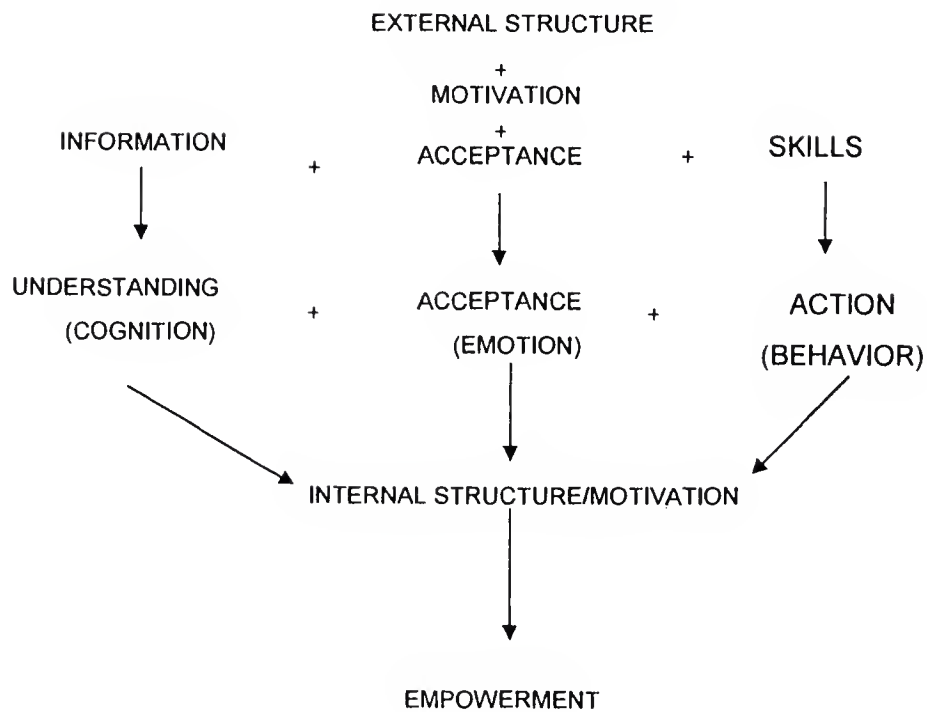 EXTERNAL STRUCTURE
+
MOTIVATION
+
INFORMATION + ACCEPTANCE + SKILLS
UNDERSTANDING + ACCEPTANCE + ACTION
(COGNITION) (EMOTION) (BEHAVIOR)
INTERNAL STRUCTURE/MOTIVATION
EMPOWERMENT